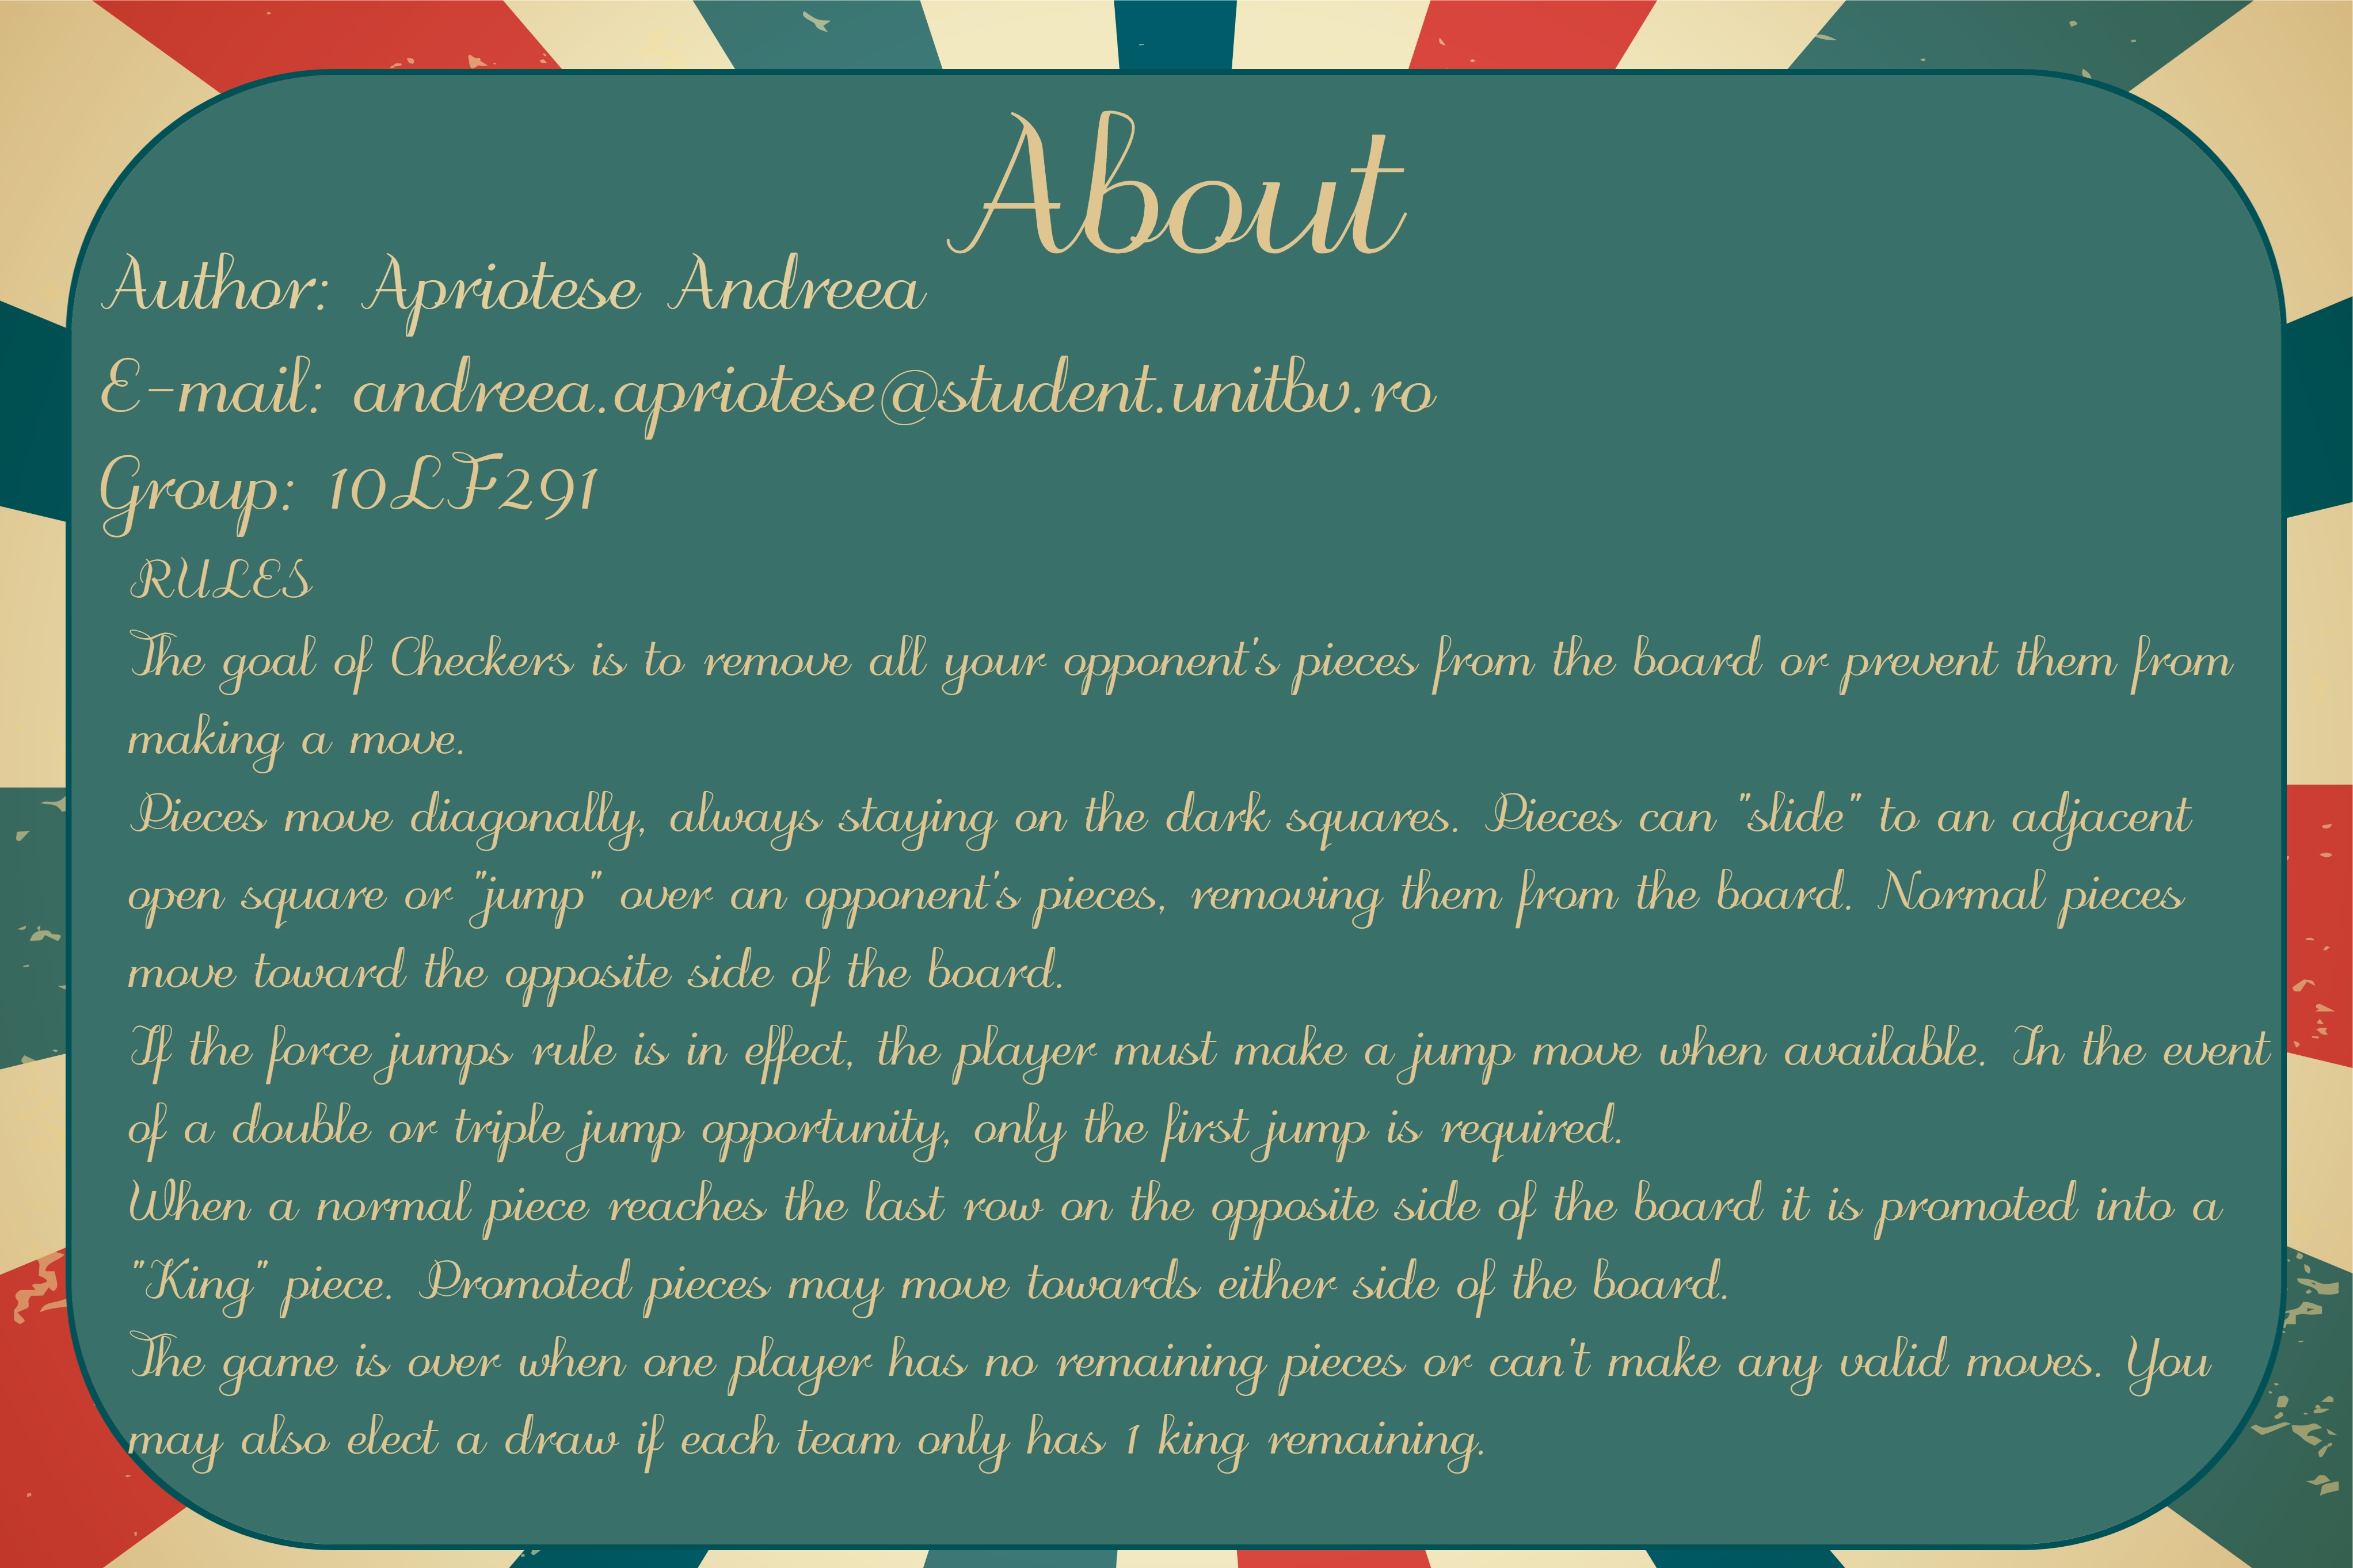 About
Author: Apriotese Andreea
E-mail: andreea.apriotese@student.unitbv.ro
Group: 10LF291
RULES
The goal of Checkers is to remove all your opponent's pieces from the board or prevent them from
making a move.
Pieces move diagonally, always staying on the dark squares. Pieces can "slide" to an adjacent
open square or "jump" over an opponent's pieces, removing them from the board. Normal pieces
move toward the opposite side of the board.
If the force jumps rule is in effect, the player must make a jump move when available. In the event
of a double or triple jump opportunity, only the first jump is required.
When a normal piece reaches the last row on the opposite side of the board it is promoted into a
"King" piece. Promoted pieces may move towards either side of the board.
The game is over when one player has no remaining pieces or can't make any valid moves. You
may also elect a draw if each team only has 1 king remaining.